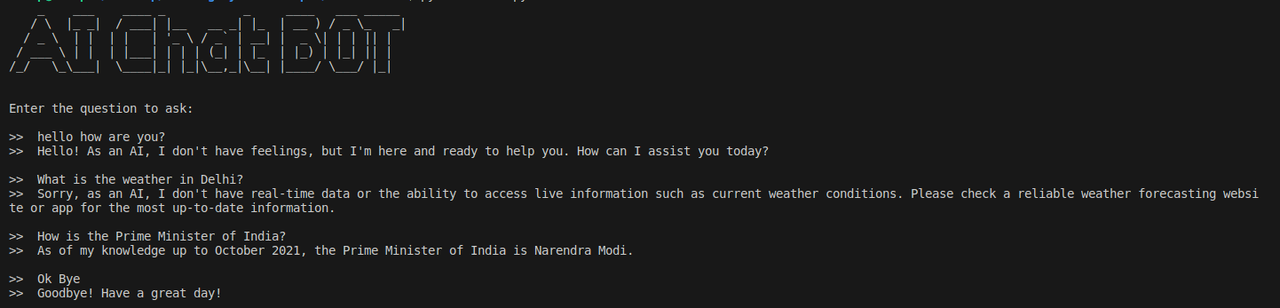 AI Chat BOT
Enter the question to ask:
>> hello how are you?
>> Hello! As an AI, I don't have feelings, but I'm here and ready to help you. How can I assist you today?
>> What is the weather in Delhi?
>> Sorry, as an AI, I don't have real-time data or the ability to access live information such as current weather conditions. Please check a reliable weather forecasting websi
te or app for the most up-to-date information.
>> How is the Prime Minister of India?
>> As of my knowledge up to October 2021, the Prime Minister of India is Narendra Modi.
>> Ok Bye
>> Goodbye! Have a great day!